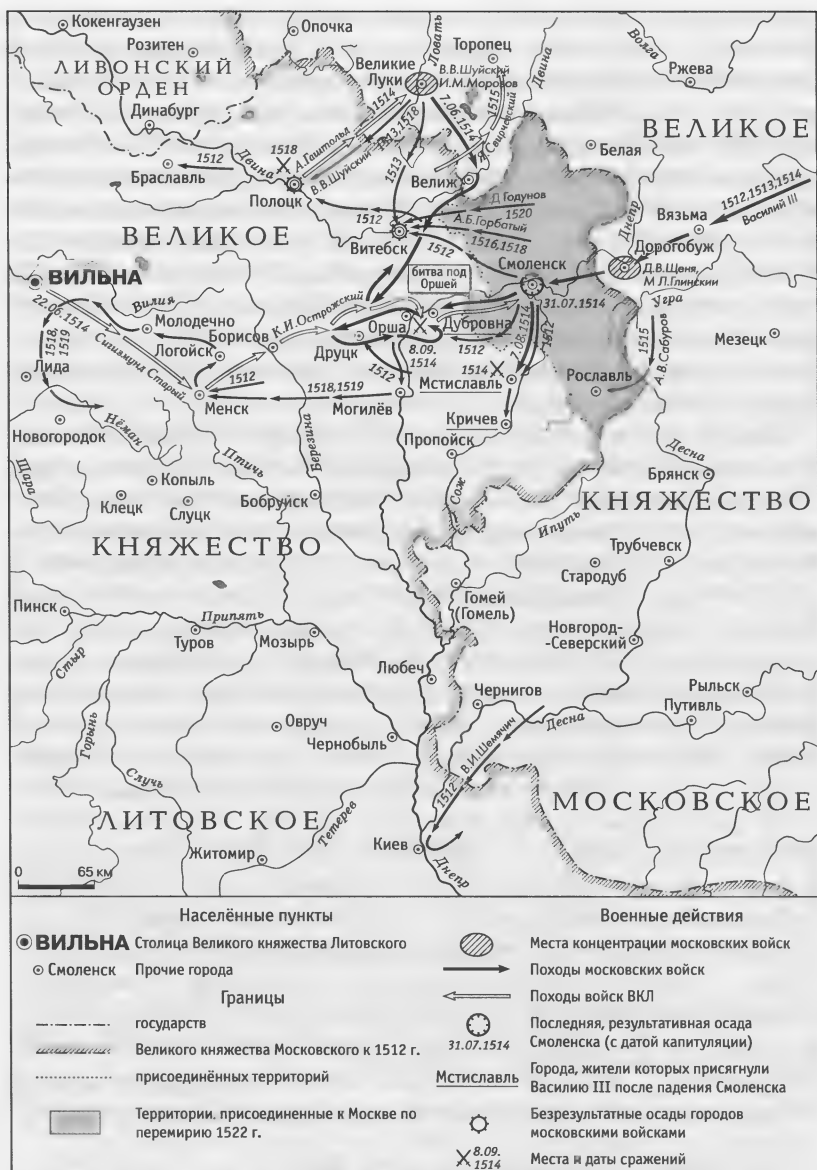 Кокенгаузен
Опочка
Ловать
Торопец
Двина
Волга
Ржева
Розитен
ЛИВОНСКИЙ
ОРДЕН
Динабург
Великие
Луки
В.В.Шуйский
И.М.Морозов
1514
1513, 1518
7.06.1514
1515
Я.Свирчевский
А.Гаштольд
В.В.Шуйский
1518
1512
Двина
Браславль
Полоцк
1513
Велиж
Белая
ВЕЛИКОЕ
Днепр
Вязьма
1512,1513,1514
Василий III
Д.Годунов
1520
А.Б.Горбатый
1516,1518
1512
1512
Витебск
ВЕЛИКОЕ
Дорогобуж
Д.В.Щеня,
М.Л.Глинский
Смоленск
31.07.1514
битва под
Оршей
ВИЛЬНА
22.06.1514
Сигизмунд Старый
Вилия
К.И.Острожский
Молодечно
Борисов
Логойск
1518,
1519
Лида
Орша
Дубровна
Друцк
8.09.
1514
1512
7.08.1514
1512
1514
Мстиславль
Угра
1515
А.В.Сабуров
Мезецк
Рославль
1512
1512
1518,1519
Менск
Могилёв
Кричев
Новогородок
Нёман
Птичь
Березина
Пропойск
Десна
Брянск
Щара
Копыль
Клецк
Слуцк
Бобруйск
Сож
КНЯЖЕСТВО
КНЯЖЕСТВО
Ипуть
Трубчевск
Стародуб
Гомей
(Гомель)
Пинск
Припять
Туров
Мозырь
Новгород-
-Северский
Стыр
Любеч
Чернигов
Рыльск
Путивль
Десна
Горынь
Овруч
Чернобыль
В.И.Шемячич
1512
Случь
ЛИТОВСКОЕ
Тетерев
МОСКОВСКОЕ
Житомир
Киев
Днепр
0 65 км
Населённые пункты
ВИЛЬНА Столица Великого княжества Литовского
Смоленск Прочие города
Границы
государств
Великого княжества Московского к 1512 г.
присоединённых территорий
Территории, присоединенные к Москве по
перемирию 1522 г.
Военные действия
Места концентрации московских войск
Походы московских войск
Походы войск ВКЛ
31.07.1514
Последняя, результативная осада
Смоленска (с датой капитуляции)
Мстиславль
Города, жители которых присягнули
Василию III после падения Смоленска
Безрезультатные осады городов
московскими войсками
8.09.
1514
Места и даты сражений